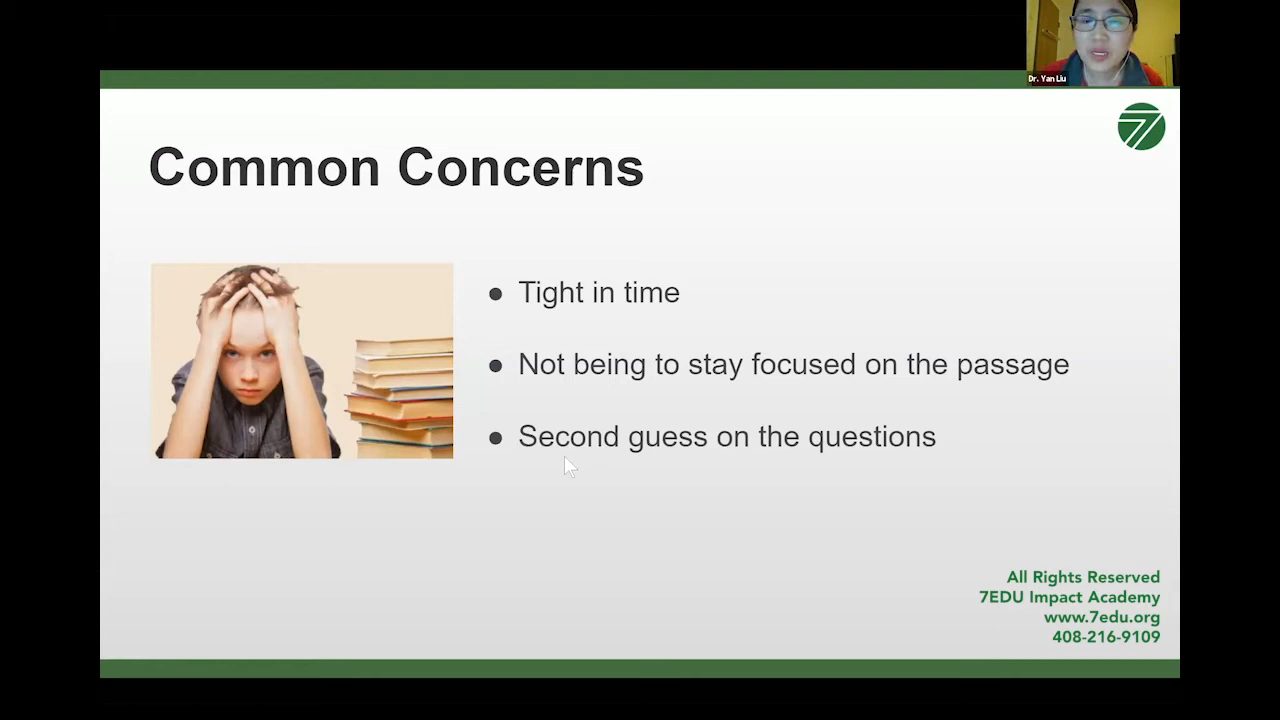 Dr. Yan Liu
Common Concerns
● Tight in time
● Not being to stay focused on the passage
● Second guess on the questions
All Rights Reserved
7EDU Impact Academy
www.7edu.org
408-216-9109